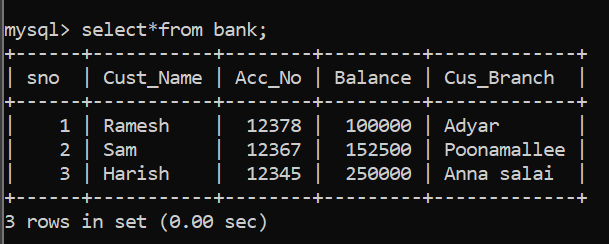 mysql> select*from bank;
+------+-----------+--------+---------+-------------+
| sno  | Cust_Name | Acc_No | Balance | Cus_Branch  |
+------+-----------+--------+---------+-------------+
|    1 | Ramesh    |  12378 |  100000 | Adyar       |
|    2 | Sam       |  12367 |  152500 | Poonamallee |
|    3 | Harish    |  12345 |  250000 | Anna salai  |
+------+-----------+--------+---------+-------------+
3 rows in set (0.00 sec)